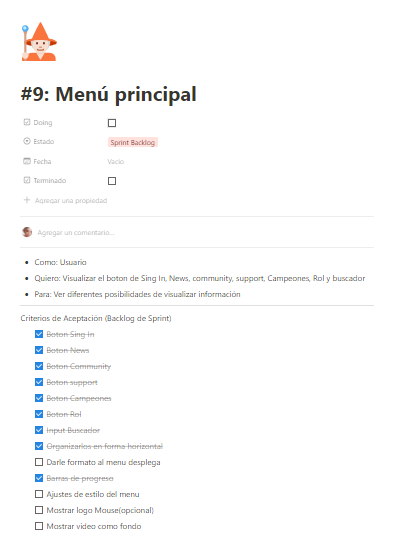 #9: Menú principal
Doing
Estado Sprint Backlog
Fecha Vacío
Terminado
Agregar una propiedad
Agregar un comentario...
Como: Usuario
Quiero: Visualizar el boton de Sing In, News, community, support, Campeones, Rol y buscador
Para: Ver diferentes posibilidades de visualizar información
Criterios de Aceptación (Backlog de Sprint)
Boton Sing In
Boton News
Boton Community
Boton support
Boton Campeones
Boton Rol
Input Buscador
Organizarlos en forma horizontal
Darle formato al menu desplega
Barras de progreso
Ajustes de estilo del menu
Mostrar logo Mouse(opcional)
Mostrar video como fondo